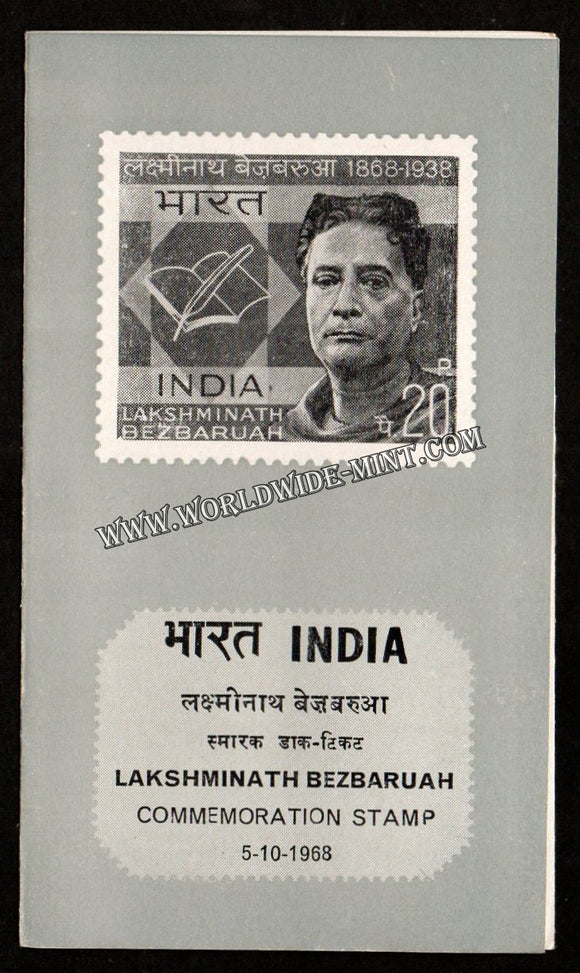 लक्ष्मीनाथ बेज़बरुआ 1868-1938
भारत
INDIA
LAKSHMINATH
BEZBARUAH
P
पै 20
WWW.WORLDWIDE-MINT.COM
भारत INDIA
लक्ष्मीनाथ बेज़बरुआ
स्मारक डाक-टिकट
LAKSHMINATH BEZBARUAH
COMMEMORATION STAMP
5-10-1968